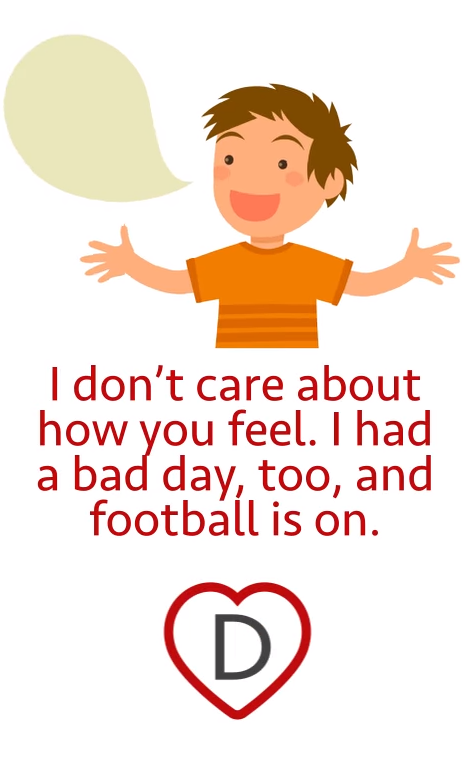 I don’t care about
how you feel. I had
a bad day, too, and
football is on.
D